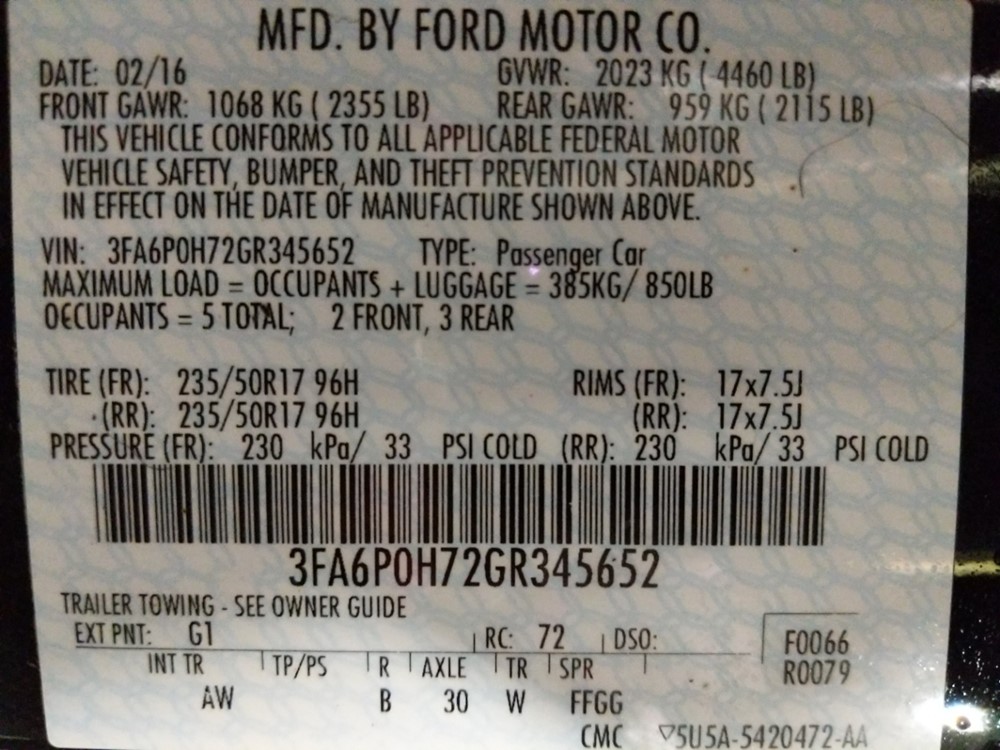 MFD. BY FORD MOTOR CO.
DATE: 02/16 GVWR: 2023 KG ( 4460 LB)
FRONT GAWR: 1068 KG ( 2355 LB) REAR GAWR: 959 KG ( 2115 LB)
THIS VEHICLE CONFORMS TO ALL APPLICABLE FEDERAL MOTOR
VEHICLE SAFETY, BUMPER, AND THEFT PREVENTION STANDARDS
IN EFFECT ON THE DATE OF MANUFACTURE SHOWN ABOVE.
VIN: 3FA6P0H72GR345652 TYPE: Passenger Car
MAXIMUM LOAD = OCCUPANTS + LUGGAGE = 385KG/ 850LB
OCCUPANTS = 5 TOTAL; 2 FRONT, 3 REAR
TIRE (FR): 235/50R17 96H RIMS (FR): 17x7.5J
(RR): 235/50R17 96H (RR): 17x7.5J
PRESSURE (FR): 230 kPa/ 33 PSI COLD (RR): 230 kPa/ 33 PSI COLD
3FA6P0H72GR345652
TRAILER TOWING - SEE OWNER GUIDE
EXT PNT: G1 RC: 72 DSO: F0066
INT TR TP/PS R AXLE TR SPR R0079
AW B 30 W FFGG
CMC ▽5U5A-5420472-AA